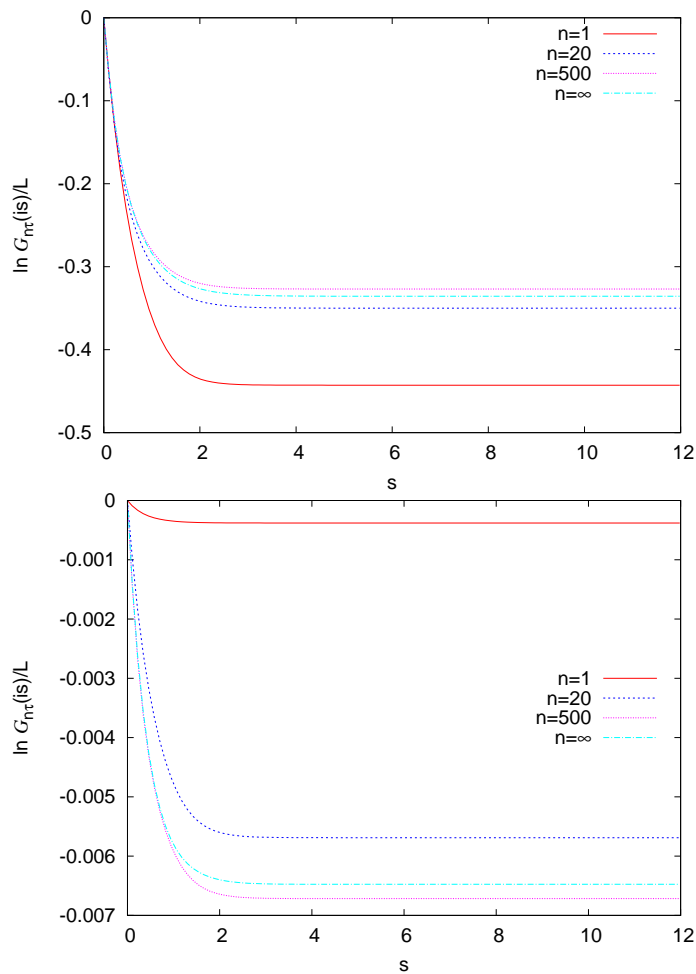 0
-0.1
-0.2
-0.3
-0.4
-0.5
ln G_nτ(is)/L
0 2 4 6 8 10 12
s
n=1
n=20
n=500
n=∞
0
-0.001
-0.002
-0.003
-0.004
-0.005
-0.006
-0.007
ln G_nτ(is)/L
0 2 4 6 8 10 12
s
n=1
n=20
n=500
n=∞